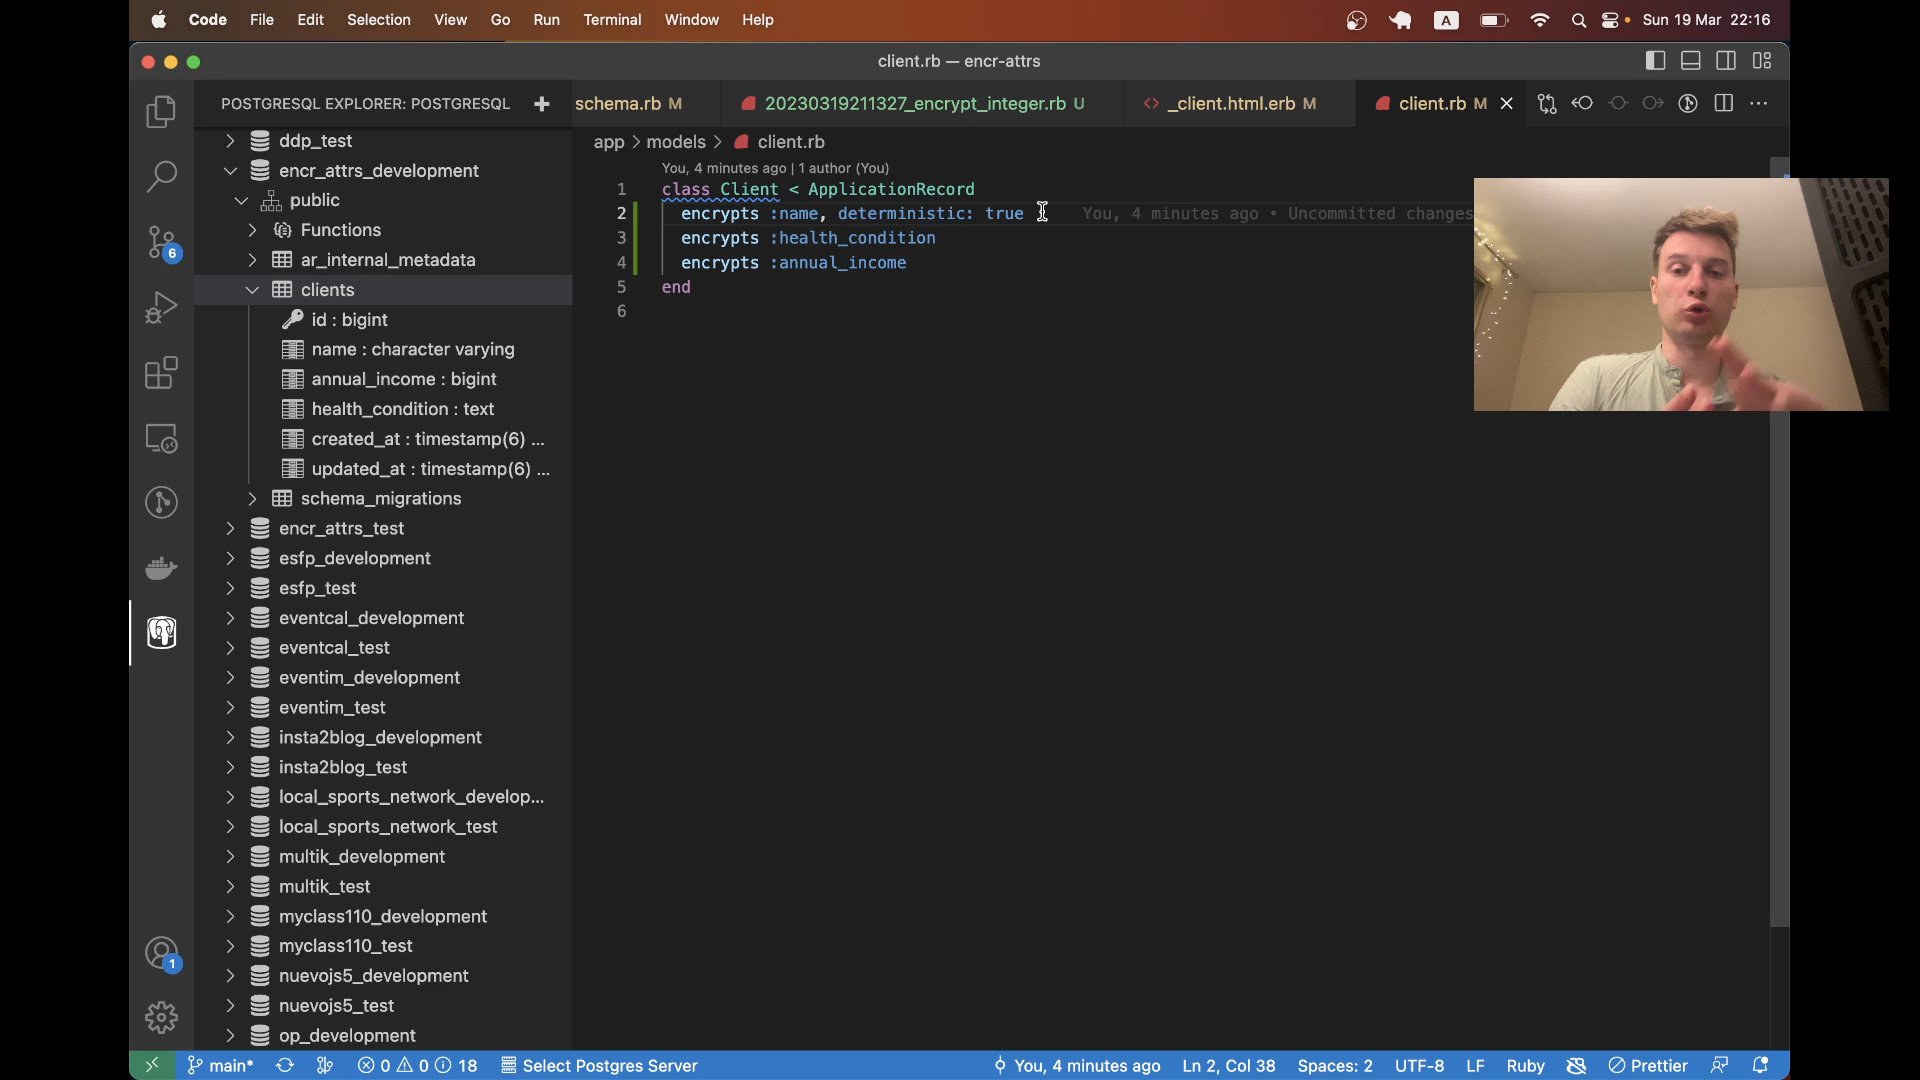 Code File Edit Selection View Go Run Terminal Window Help A Sun 19 Mar 22:16
client.rb — encr-attrs
POSTGRESQL EXPLORER: POSTGRESQL
schema.rb M 20230319211327_encrypt_integer.rb U _client.html.erb M client.rb M
app > models > client.rb
ddp_test
encr_attrs_development
public
Functions
ar_internal_metadata
clients
id : bigint
name : character varying
annual_income : bigint
health_condition : text
created_at : timestamp(6) ...
updated_at : timestamp(6) ...
schema_migrations
encr_attrs_test
esfp_development
esfp_test
eventcal_development
eventcal_test
eventim_development
eventim_test
insta2blog_development
insta2blog_test
local_sports_network_develop...
local_sports_network_test
multik_development
multik_test
myclass110_development
myclass110_test
nuevojs5_development
nuevojs5_test
op_development
6
1
You, 4 minutes ago | 1 author (You)
1 class Client < ApplicationRecord
2 encrypts :name, deterministic: true You, 4 minutes ago • Uncommitted changes
3 encrypts :health_condition
4 encrypts :annual_income
5 end
6
main* 0 0 18 Select Postgres Server You, 4 minutes ago Ln 2, Col 38 Spaces: 2 UTF-8 LF Ruby Prettier